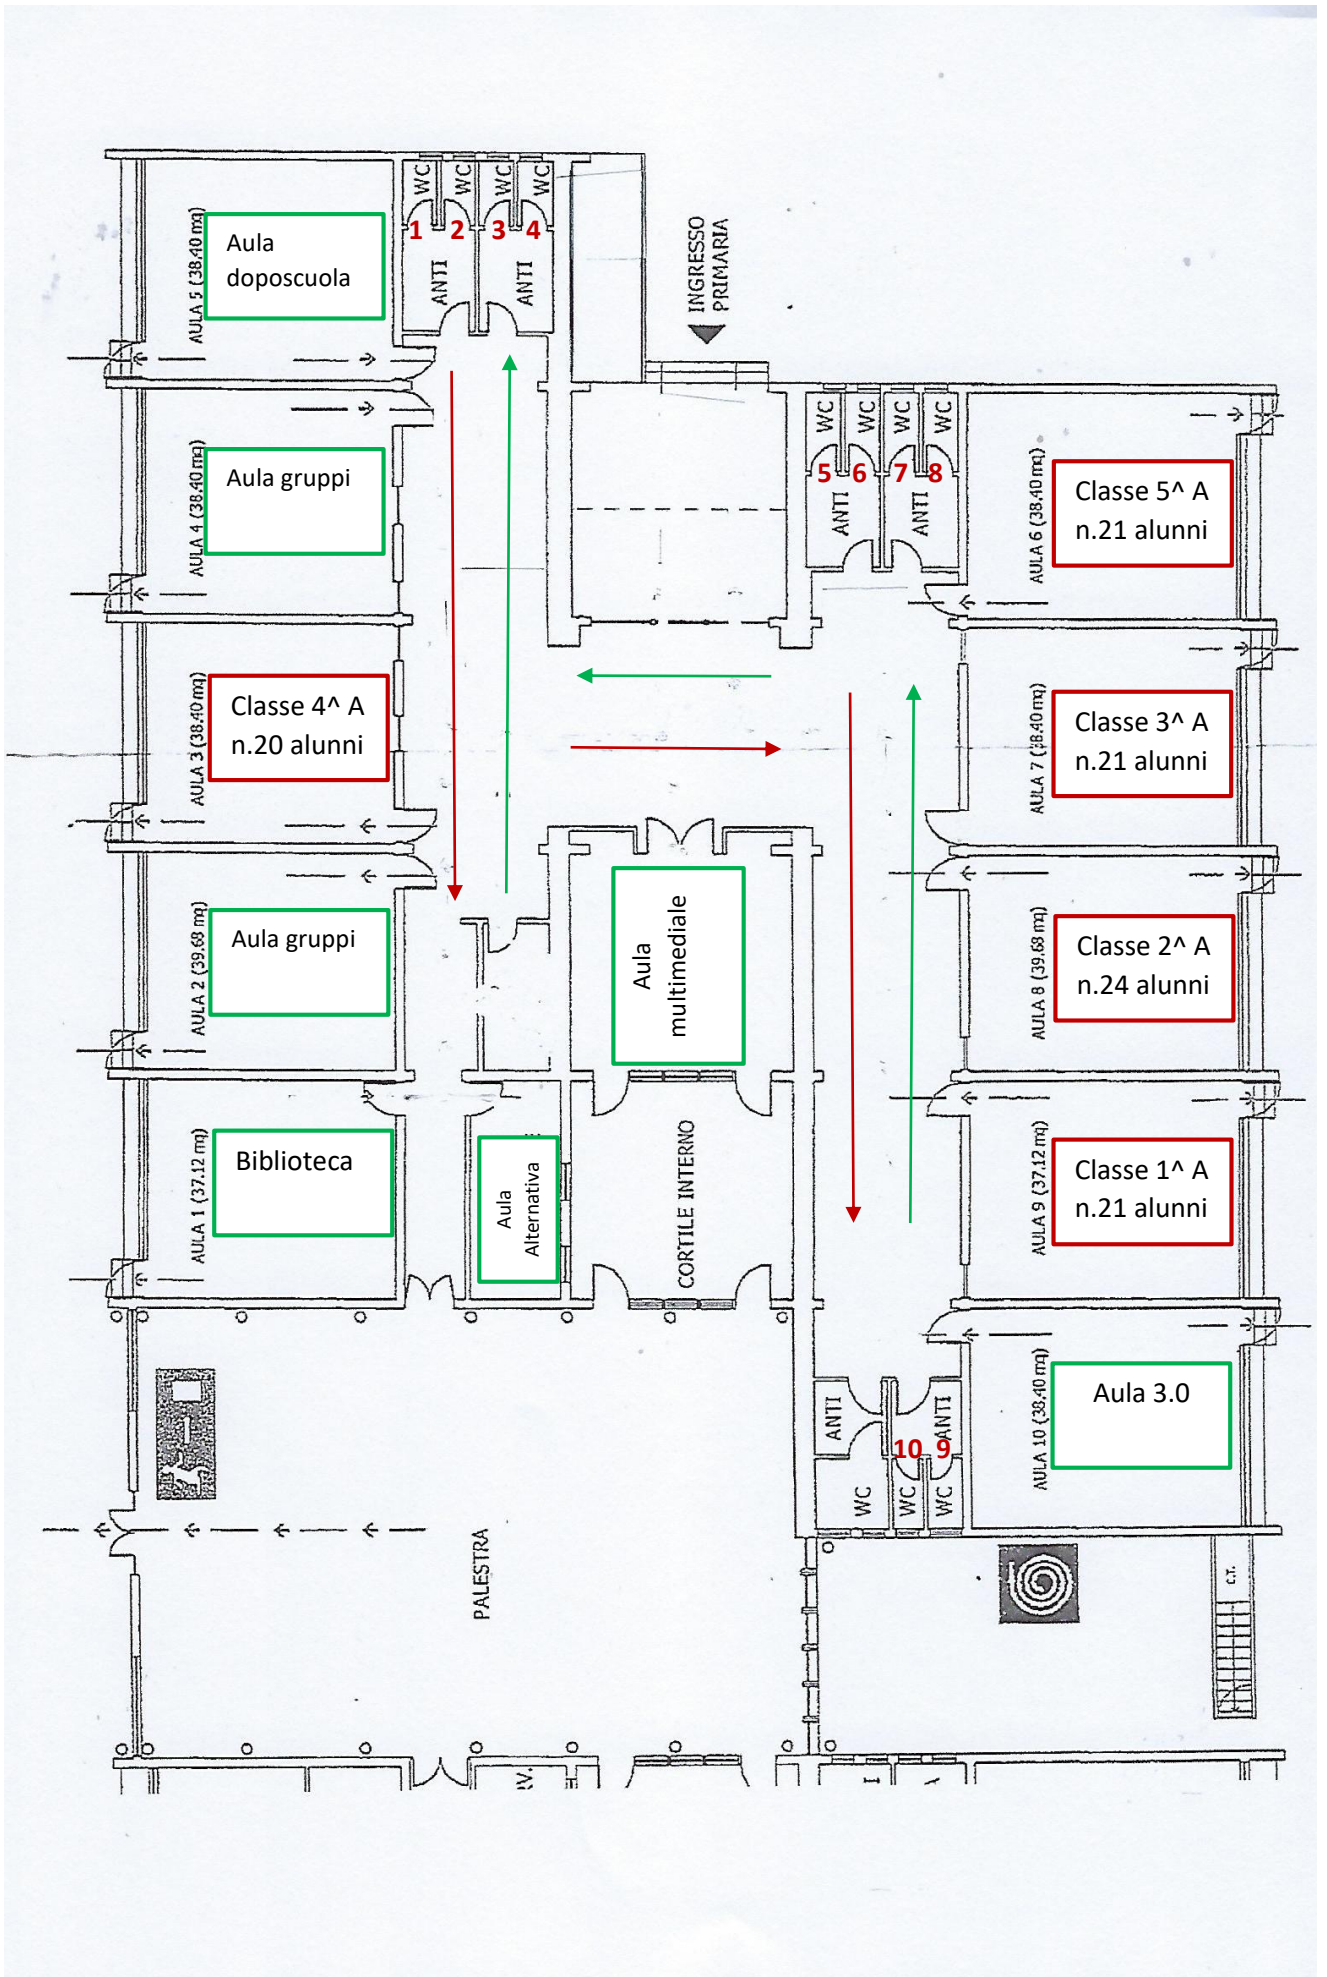 WC
WC
WC
WC
1
2
3
4
ANTI
ANTI
INGRESSO
PRIMARIA
AULA 5 (38.40 mq)
Aula
doposcuola
AULA 4 (38.40 mq)
Aula gruppi
WC
WC
WC
WC
5
6
7
8
ANTI
ANTI
AULA 6 (38.40 mq)
Classe 5^ A
n.21 alunni
AULA 3 (38.40 mq)
Classe 4^ A
n.20 alunni
AULA 7 (38.40 mq)
Classe 3^ A
n.21 alunni
AULA 2 (39.68 mq)
Aula gruppi
Aula
multimediale
AULA 8 (39.68 mq)
Classe 2^ A
n.24 alunni
AULA 1 (37.12 mq)
Biblioteca
Aula
Alternativa
CORTILE INTERNO
AULA 9 (37.12 mq)
Classe 1^ A
n.21 alunni
ANTI
ANTI
10
9
WC
WC
WC
AULA 10 (38.40 mq)
Aula 3.0
PALESTRA
C.T.